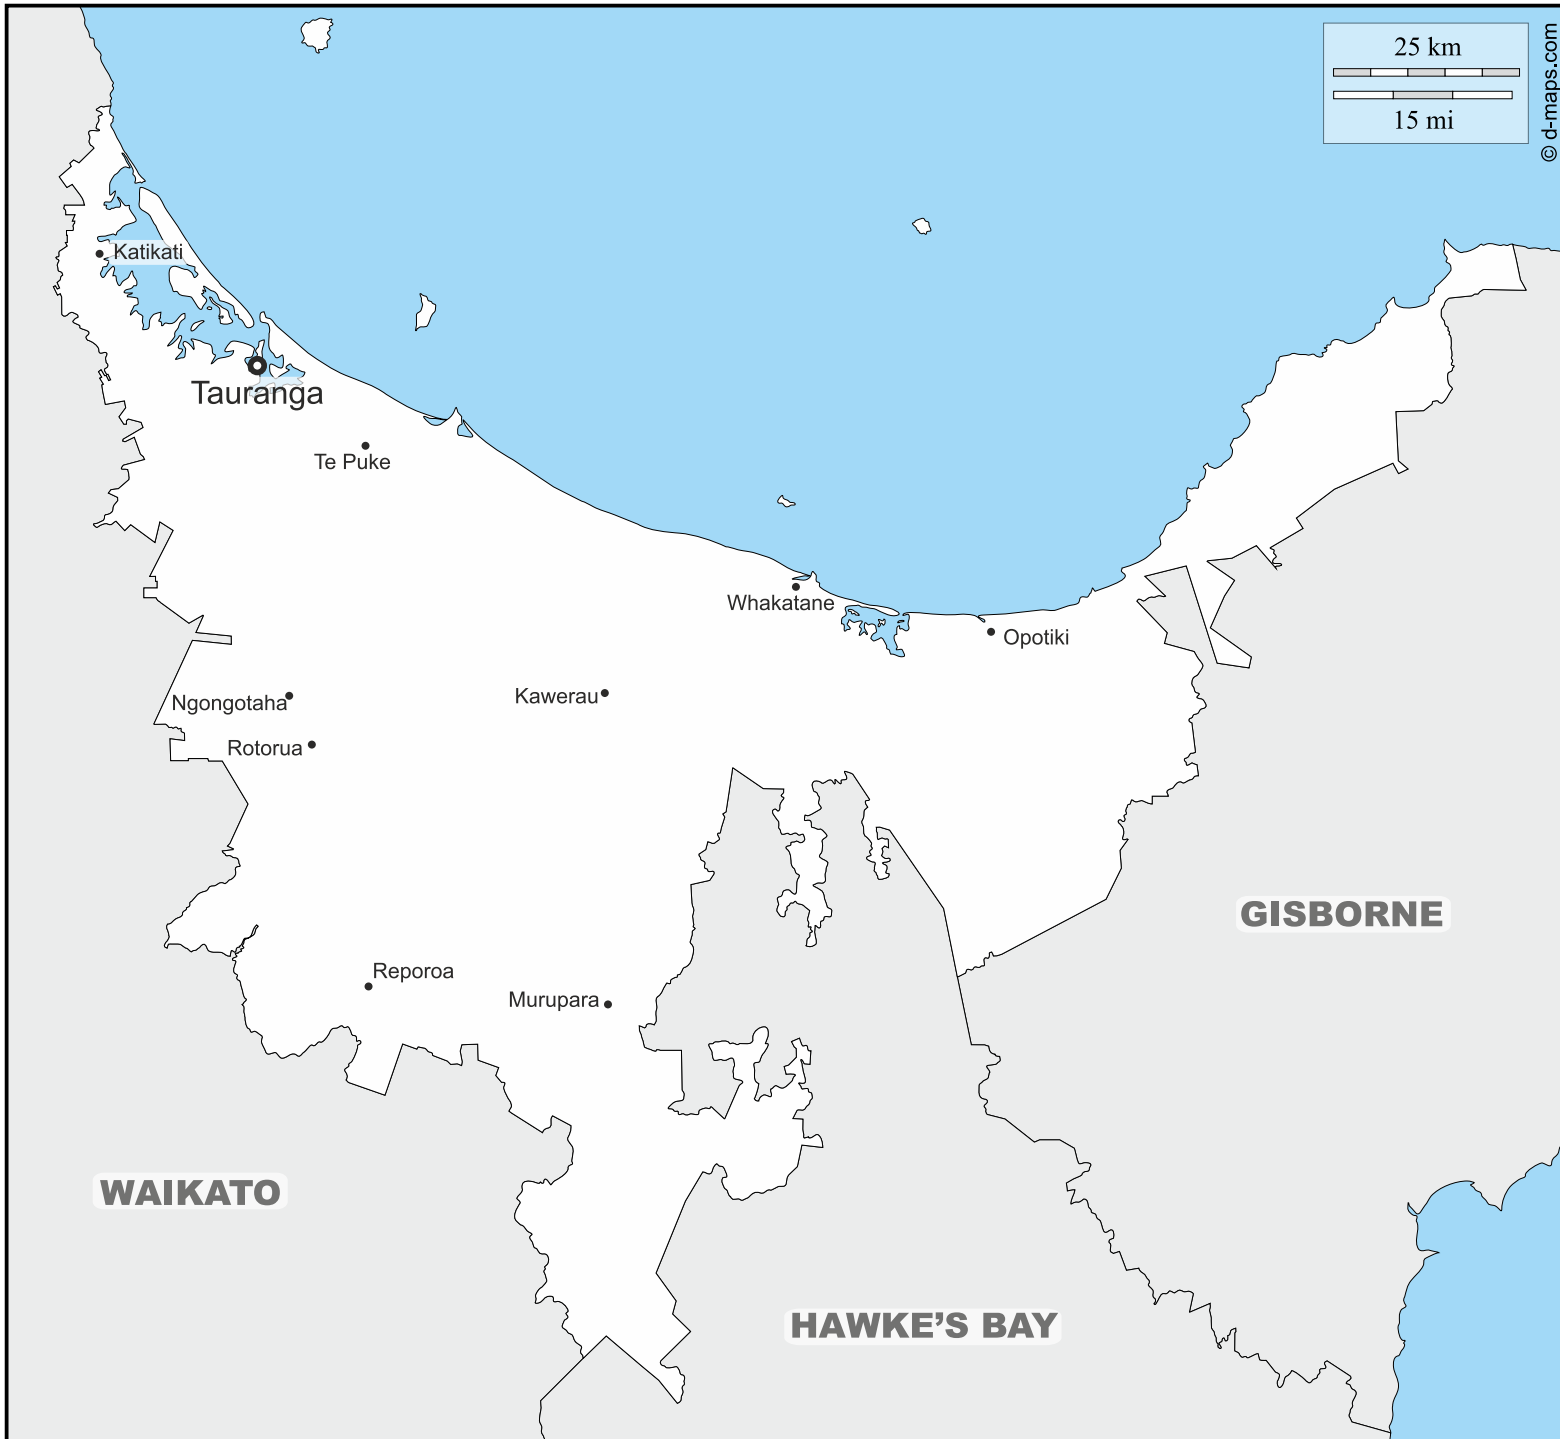 25 km
15 mi
© d-maps.com
Katikati
Tauranga
Te Puke
Whakatane
Opotiki
Ngongotaha
Kawerau
Rotorua
GISBORNE
Reporoa
Murupara
WAIKATO
HAWKE’S BAY